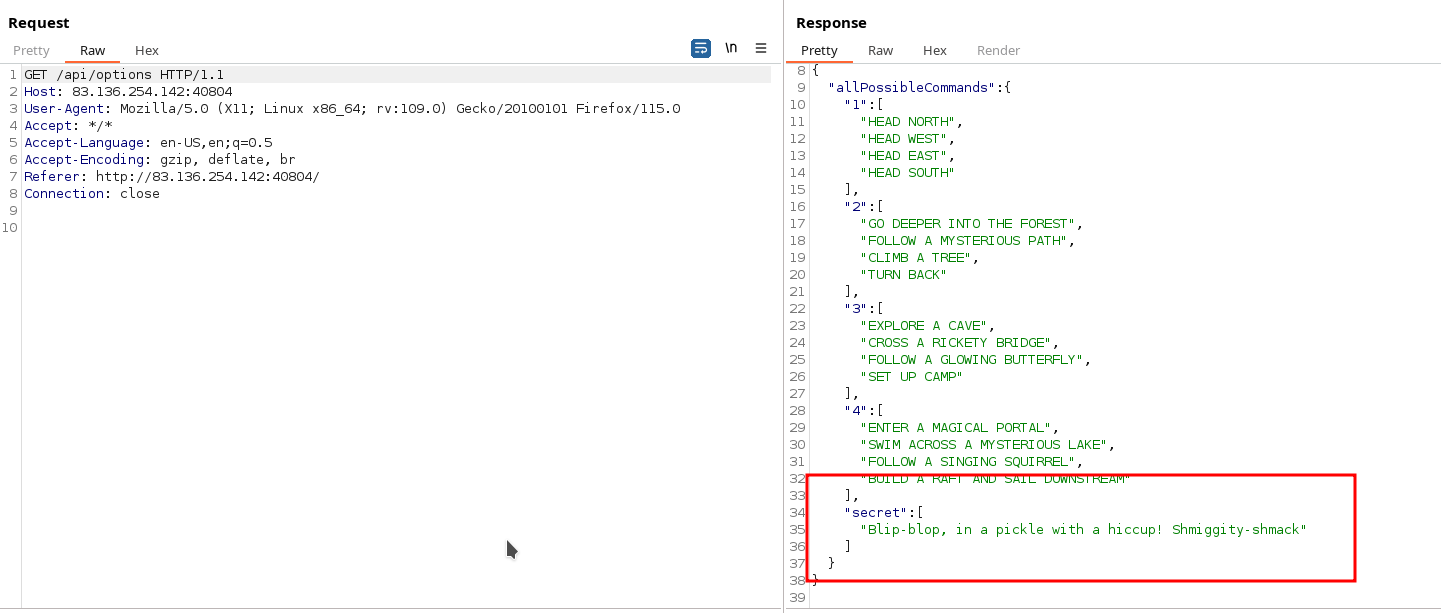 Request
Pretty Raw Hex \n
1 GET /api/options HTTP/1.1
2 Host: 83.136.254.142:40804
3 User-Agent: Mozilla/5.0 (X11; Linux x86_64; rv:109.0) Gecko/20100101 Firefox/115.0
4 Accept: */*
5 Accept-Language: en-US,en;q=0.5
6 Accept-Encoding: gzip, deflate, br
7 Referer: http://83.136.254.142:40804/
8 Connection: close
9
10
Response
Pretty Raw Hex Render
8 {
9 "allPossibleCommands":{
10 "1":[
11 "HEAD NORTH",
12 "HEAD WEST",
13 "HEAD EAST",
14 "HEAD SOUTH"
15 ],
16 "2":[
17 "GO DEEPER INTO THE FOREST",
18 "FOLLOW A MYSTERIOUS PATH",
19 "CLIMB A TREE",
20 "TURN BACK"
21 ],
22 "3":[
23 "EXPLORE A CAVE",
24 "CROSS A RICKETY BRIDGE",
25 "FOLLOW A GLOWING BUTTERFLY",
26 "SET UP CAMP"
27 ],
28 "4":[
29 "ENTER A MAGICAL PORTAL",
30 "SWIM ACROSS A MYSTERIOUS LAKE",
31 "FOLLOW A SINGING SQUIRREL",
32 "BUILD A RAFT AND SAIL DOWNSTREAM"
33 ],
34 "secret":[
35 "Blip-blop, in a pickle with a hiccup! Shmiggity-shmack"
36 ]
37 }
38 }
39